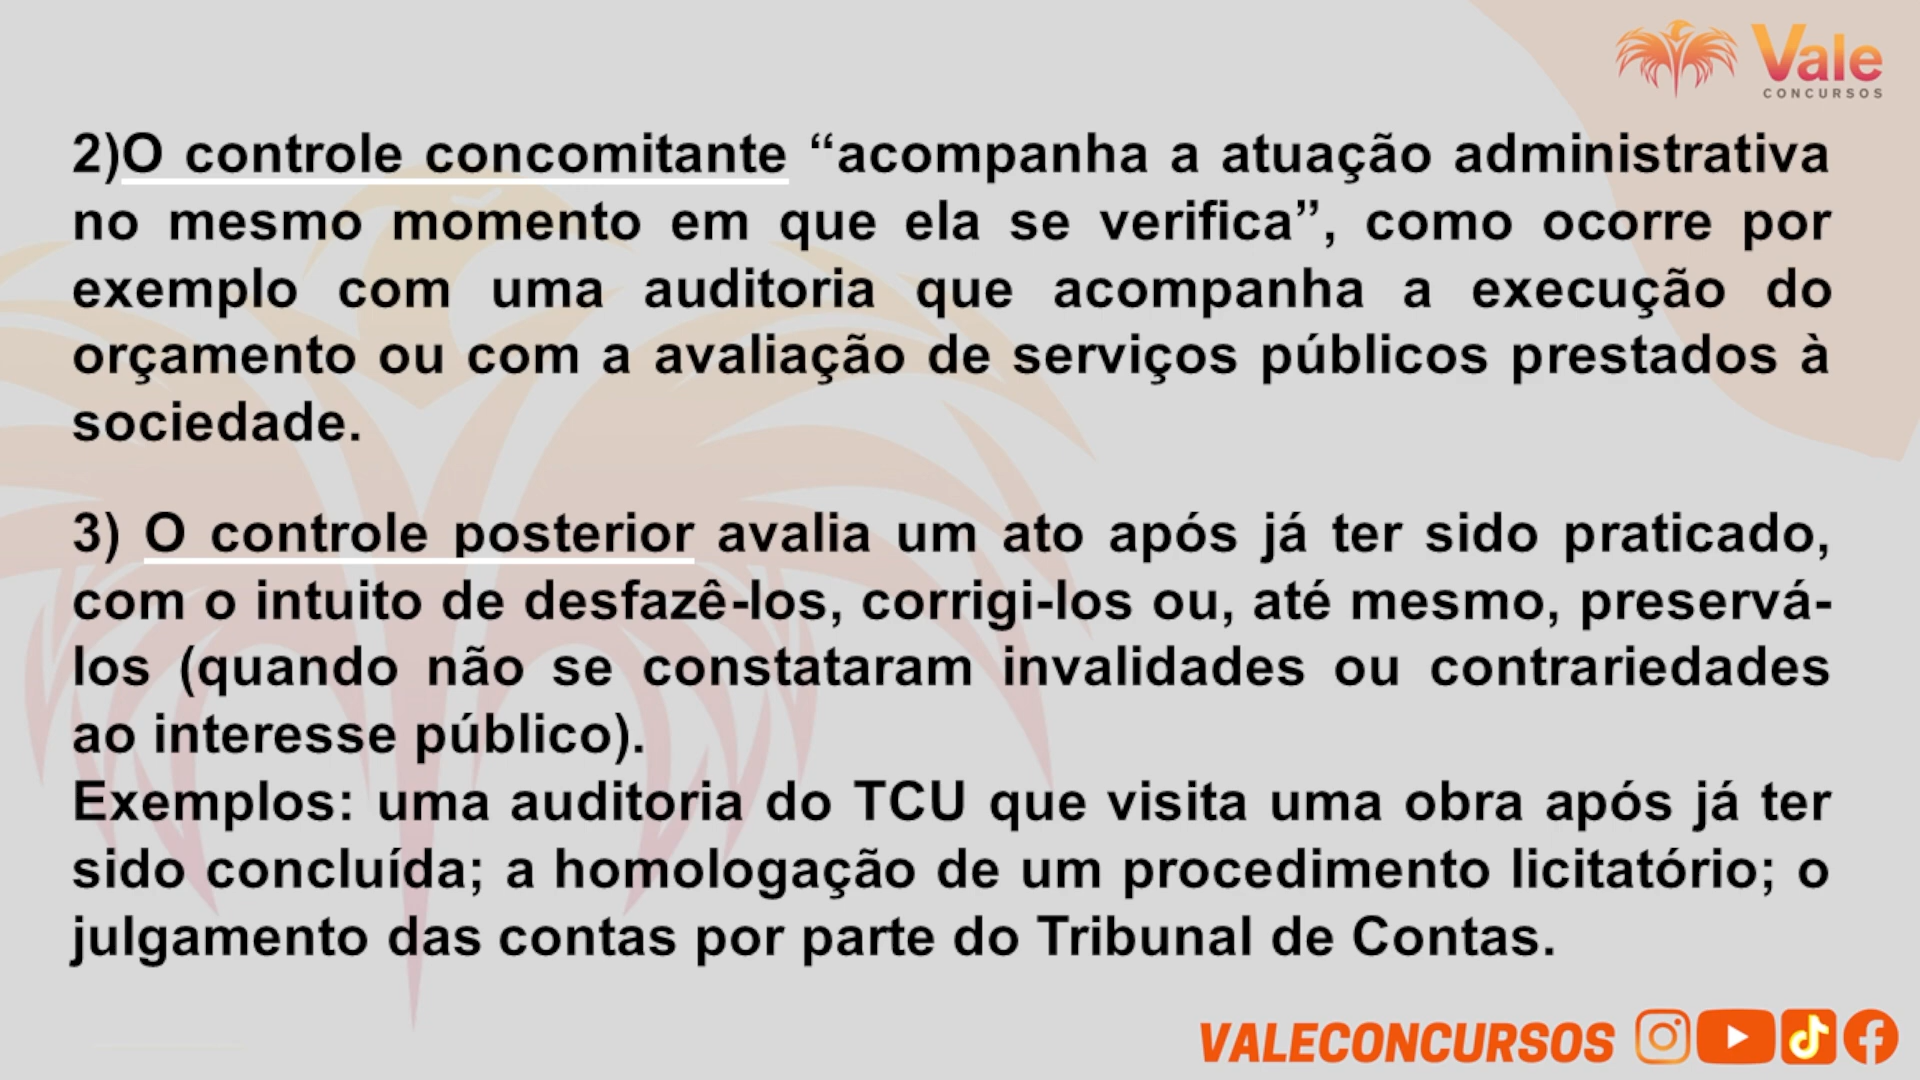 Vale
CONCURSOS
2)O controle concomitante “acompanha a atuação administrativa
no mesmo momento em que ela se verifica”, como ocorre por
exemplo com uma auditoria que acompanha a execução do
orçamento ou com a avaliação de serviços públicos prestados à
sociedade.
3) O controle posterior avalia um ato após já ter sido praticado,
com o intuito de desfazê-los, corrigi-los ou, até mesmo, preservá-
los (quando não se constataram invalidades ou contrariedades
ao interesse público).
Exemplos: uma auditoria do TCU que visita uma obra após já ter
sido concluída; a homologação de um procedimento licitatório; o
julgamento das contas por parte do Tribunal de Contas.
VALECONCURSOS